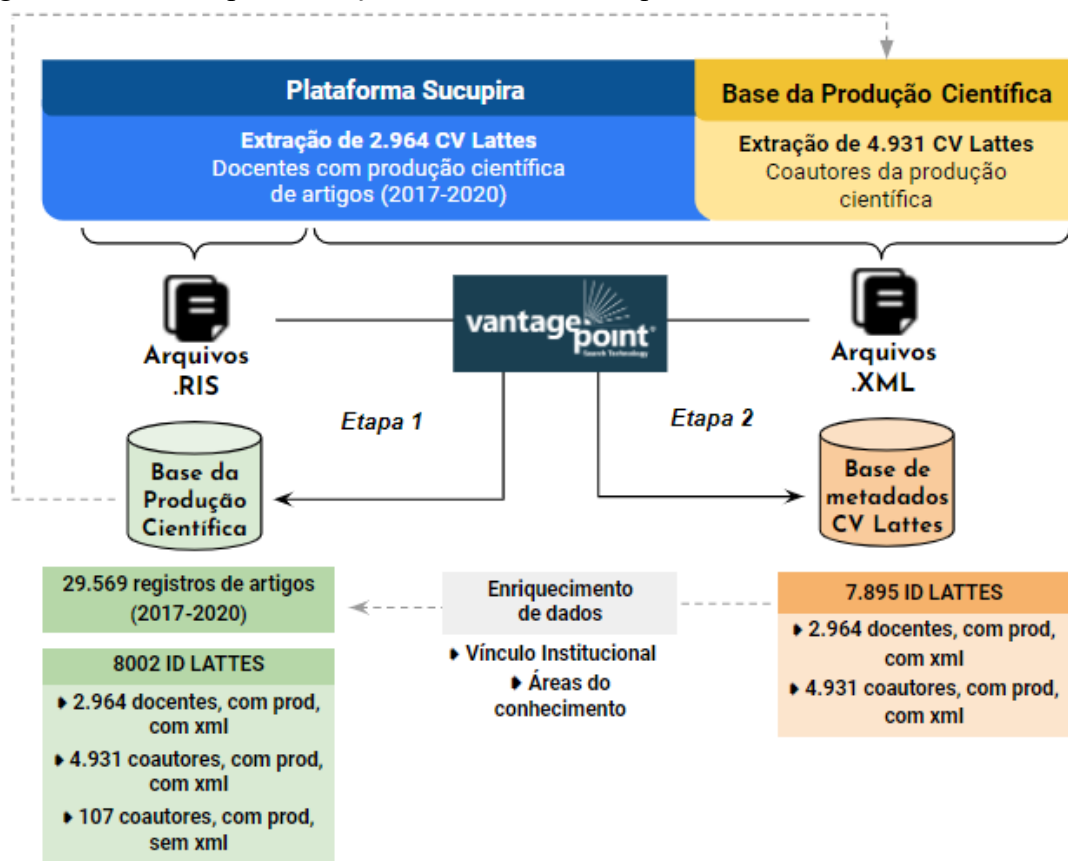 Plataforma Sucupira
Extração de 2.964 CV Lattes
Docentes com produção científica
de artigos (2017-2020)
Base da Produção Científica
Extração de 4.931 CV Lattes
Coautores da produção
científica
Arquivos
.RIS
vantage
point
Search Technology
Arquivos
.XML
Etapa 1
Etapa 2
Base da
Produção
Científica
Base de
metadados
CV Lattes
29.569 registros de artigos
(2017-2020)
8002 ID LATTES
2.964 docentes, com prod,
com xml
4.931 coautores, com prod,
com xml
107 coautores, com prod,
sem xml
Enriquecimento
de dados
Vínculo Institucional
Áreas do
conhecimento
7.895 ID LATTES
2.964 docentes, com prod,
com xml
4.931 coautores, com prod,
com xml